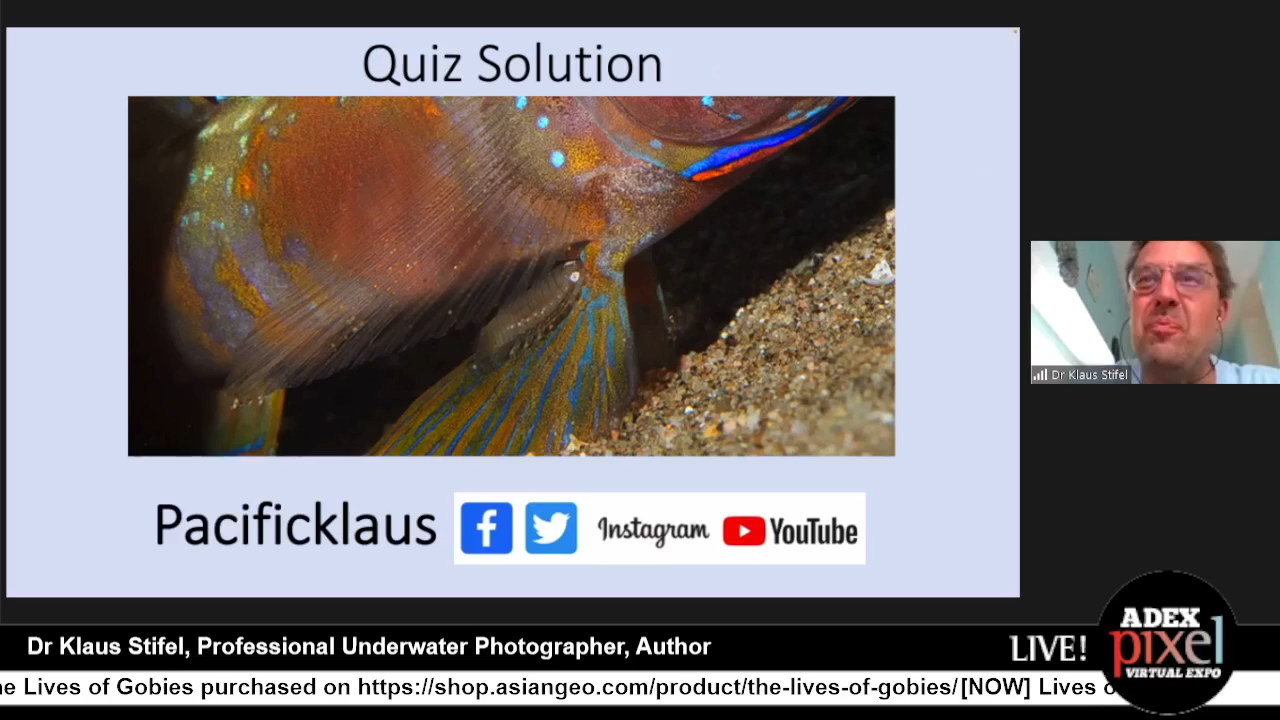 Quiz Solution
Pacificklaus
f
Instagram
YouTube
Dr Klaus Stifel
Dr Klaus Stifel, Professional Underwater Photographer, Author
LIVE!
ADEX
pixel
VIRTUAL EXPO
e Lives of Gobies purchased on https://shop.asiangeo.com/product/the-lives-of-gobies/ [NOW] Lives o